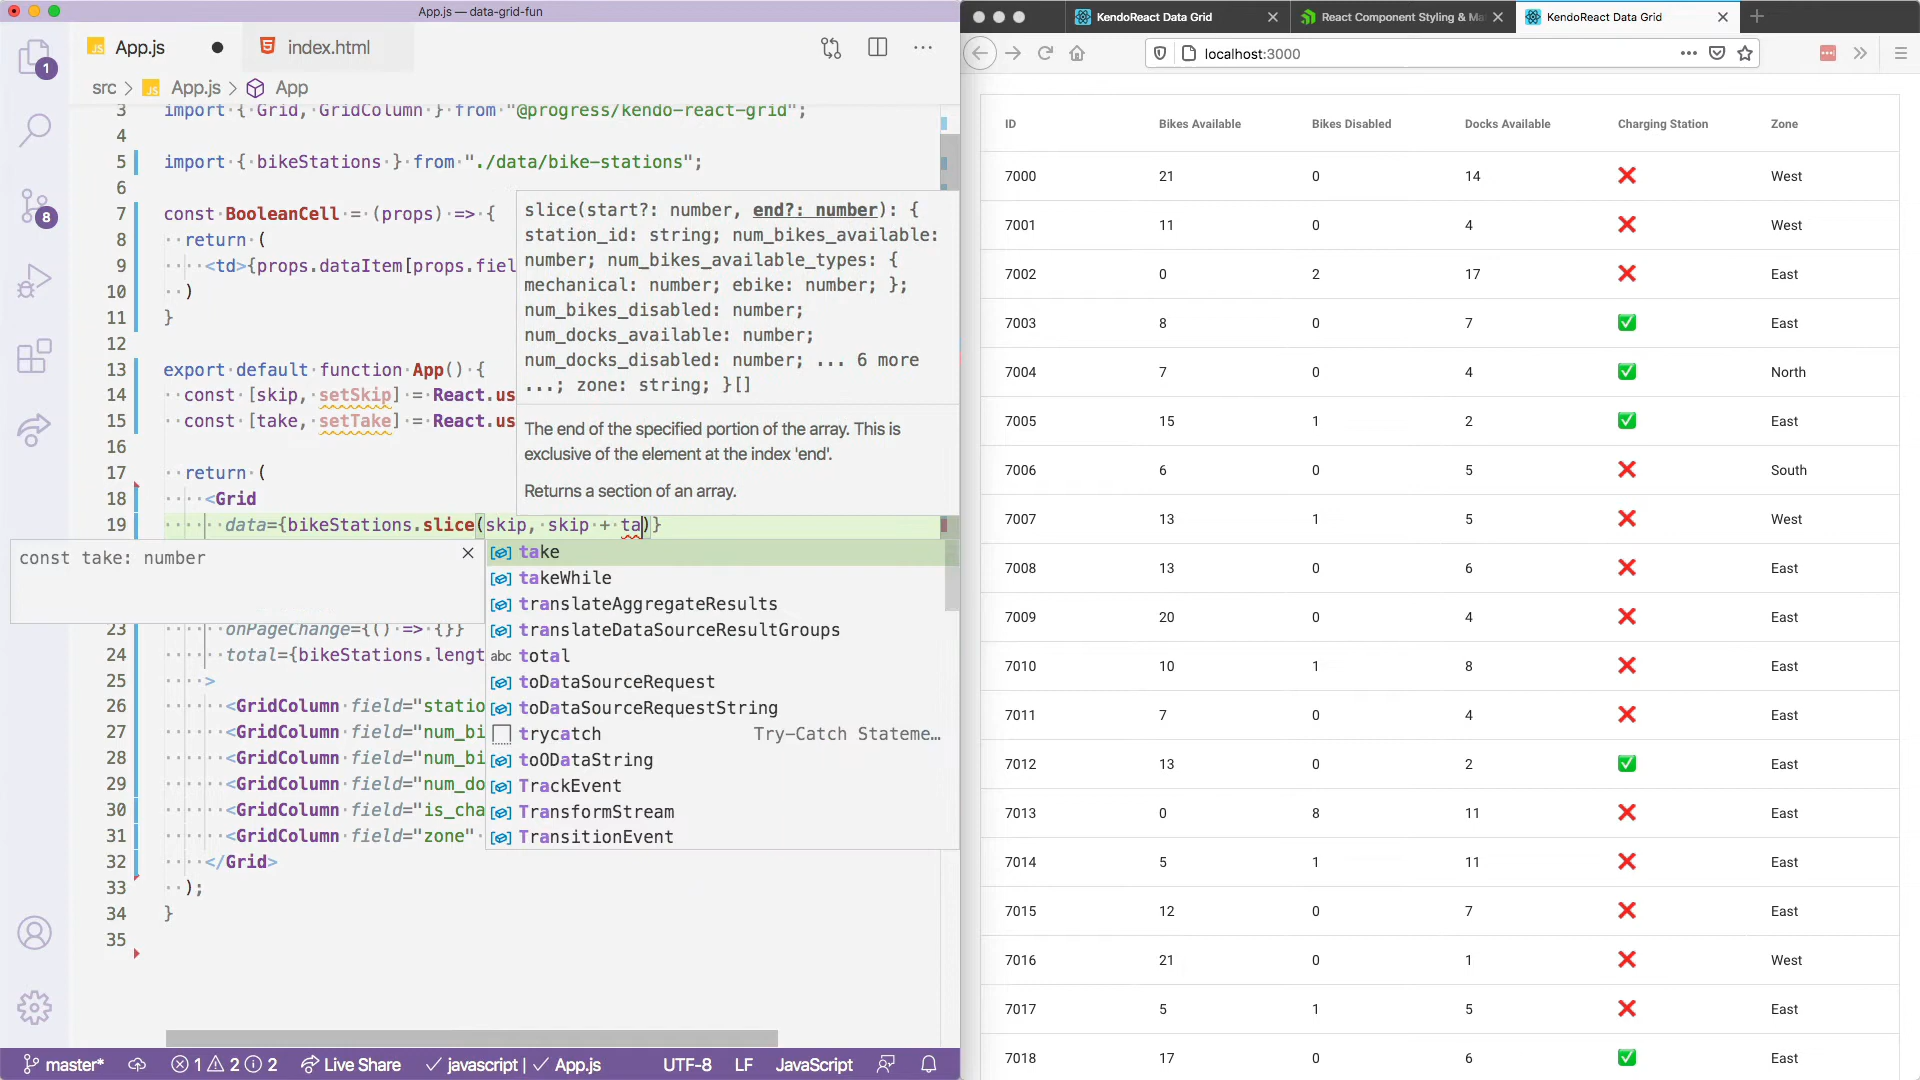 App.js — data-grid-fun
JS App.js
index.html
src > JS App.js > App
3 import { Grid, GridColumn } from "@progress/kendo-react-grid";
4
5 import { bikeStations } from "./data/bike-stations";
6
7 const BooleanCell = (props) => {
8 return (
9 <td>{props.dataItem[props.fiel
10 )
11 }
12
13 export default function App() {
14 const [skip, setSkip] = React.us
15 const [take, setTake] = React.us
16
17 return (
18 <Grid
19 data={bikeStations.slice(skip, skip + ta)}
23 onPageChange={() => {}}
24 total={bikeStations.lengt
25 >
26 <GridColumn field="statio
27 <GridColumn field="num_bi
28 <GridColumn field="num_bi
29 <GridColumn field="num_do
30 <GridColumn field="is_cha
31 <GridColumn field="zone"
32 </Grid>
33 );
34 }
35
slice(start?: number, end?: number): {
station_id: string; num_bikes_available:
number; num_bikes_available_types: {
mechanical: number; ebike: number; };
num_bikes_disabled: number;
num_docks_available: number;
num_docks_disabled: number; ... 6 more
...; zone: string; }[]
The end of the specified portion of the array. This is
exclusive of the element at the index 'end'.
Returns a section of an array.
const take: number
take
takeWhile
translateAggregateResults
translateDataSourceResultGroups
abc total
toDataSourceRequest
toDataSourceRequestString
trycatch Try-Catch Stateme…
toODataString
TrackEvent
TransformStream
TransitionEvent
1
8
master* 1 2 2 Live Share javascript | App.js UTF-8 LF JavaScript
KendoReact Data Grid
React Component Styling & Ma
KendoReact Data Grid
localhost:3000
ID Bikes Available Bikes Disabled Docks Available Charging Station Zone
7000 21 0 14 ❌ West
7001 11 0 4 ❌ West
7002 0 2 17 ❌ East
7003 8 0 7 ✅ East
7004 7 0 4 ✅ North
7005 15 1 2 ✅ East
7006 6 0 5 ❌ South
7007 13 1 5 ❌ West
7008 13 0 6 ❌ East
7009 20 0 4 ❌ East
7010 10 1 8 ❌ East
7011 7 0 4 ❌ East
7012 13 0 2 ✅ East
7013 0 8 11 ❌ East
7014 5 1 11 ❌ East
7015 12 0 7 ❌ East
7016 21 0 1 ❌ West
7017 5 1 5 ❌ East
7018 17 0 6 ✅ East